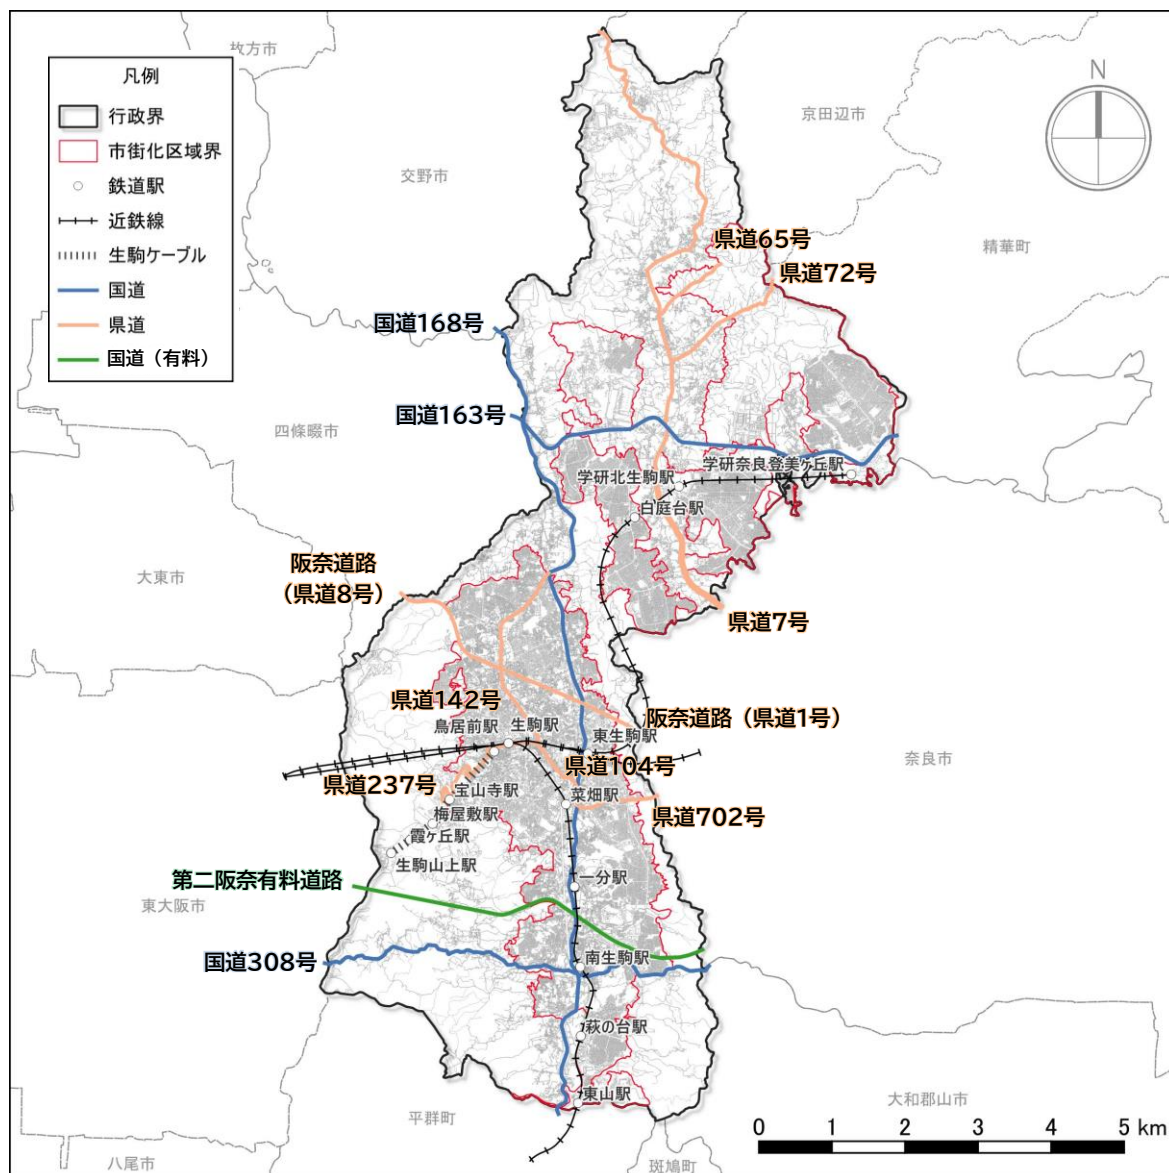 枚方市
凡例
行政界
市街化区域界
鉄道駅
近鉄線
生駒ケーブル
国道
県道
国道（有料）
N
京田辺市
交野市
精華町
県道65号
県道72号
国道168号
国道163号
四條畷市
学研奈良登美ヶ丘駅
学研北生駒駅
白庭台駅
阪奈道路
（県道8号）
大東市
県道7号
県道142号
阪奈道路（県道1号）
鳥居前駅
生駒駅
東生駒駅
奈良市
県道104号
県道237号
宝山寺駅
菜畑駅
県道702号
梅屋敷駅
霞ヶ丘駅
生駒山上駅
第二阪奈有料道路
一分駅
東大阪市
国道308号
南生駒駅
萩の台駅
東山駅
平群町
大和郡山市
八尾市
斑鳩町
0 1 2 3 4 5 km